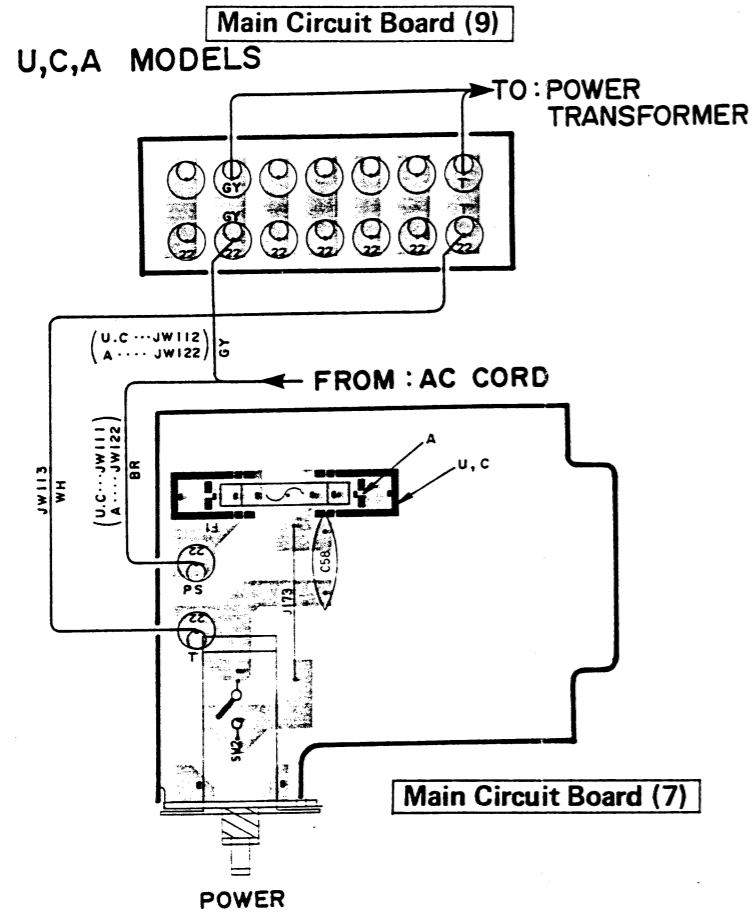 Main Circuit Board (9)
U,C,A MODELS
TO : POWER
TRANSFORMER
GY T
GY T
22 22 22 22 22 22 22
(U.C ··· JW112)
(A ···· JW122)
GY
FROM : AC CORD
JW113
WH
(U.C ··· JW111)
(A ···· JW122)
BR
A
U, C
F1
22
PS
C58
J173
22
T
SW2
Main Circuit Board (7)
POWER